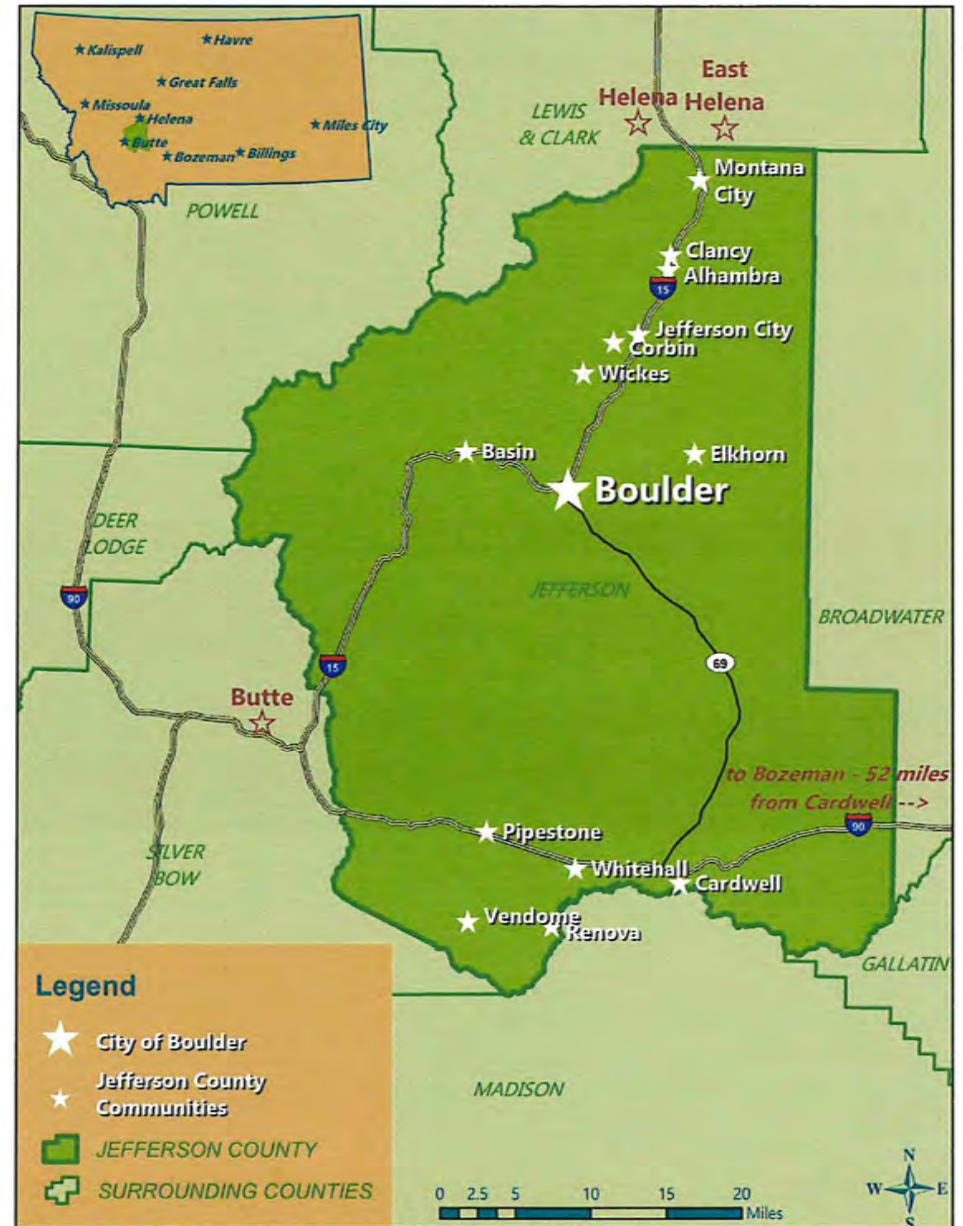 Kalispell
Havre
Great Falls
Missoula
Helena
Miles City
Butte
Bozeman
Billings
POWELL
LEWIS
& CLARK
Helena
East
Helena
Montana
City
Clancy
Alhambra
15
Jefferson City
Corbin
Wickes
Basin
Elkhorn
Boulder
DEER
LODGE
JEFFERSON
BROADWATER
90
15
69
Butte
to Bozeman - 52 miles
from Cardwell -->
90
Pipestone
SILVER
BOW
Whitehall
Cardwell
Vendome
Renova
GALLATIN
Legend
City of Boulder
Jefferson County
Communities
JEFFERSON COUNTY
SURROUNDING COUNTIES
MADISON
0 2.5 5 10 15 20
Miles
N
W E
S